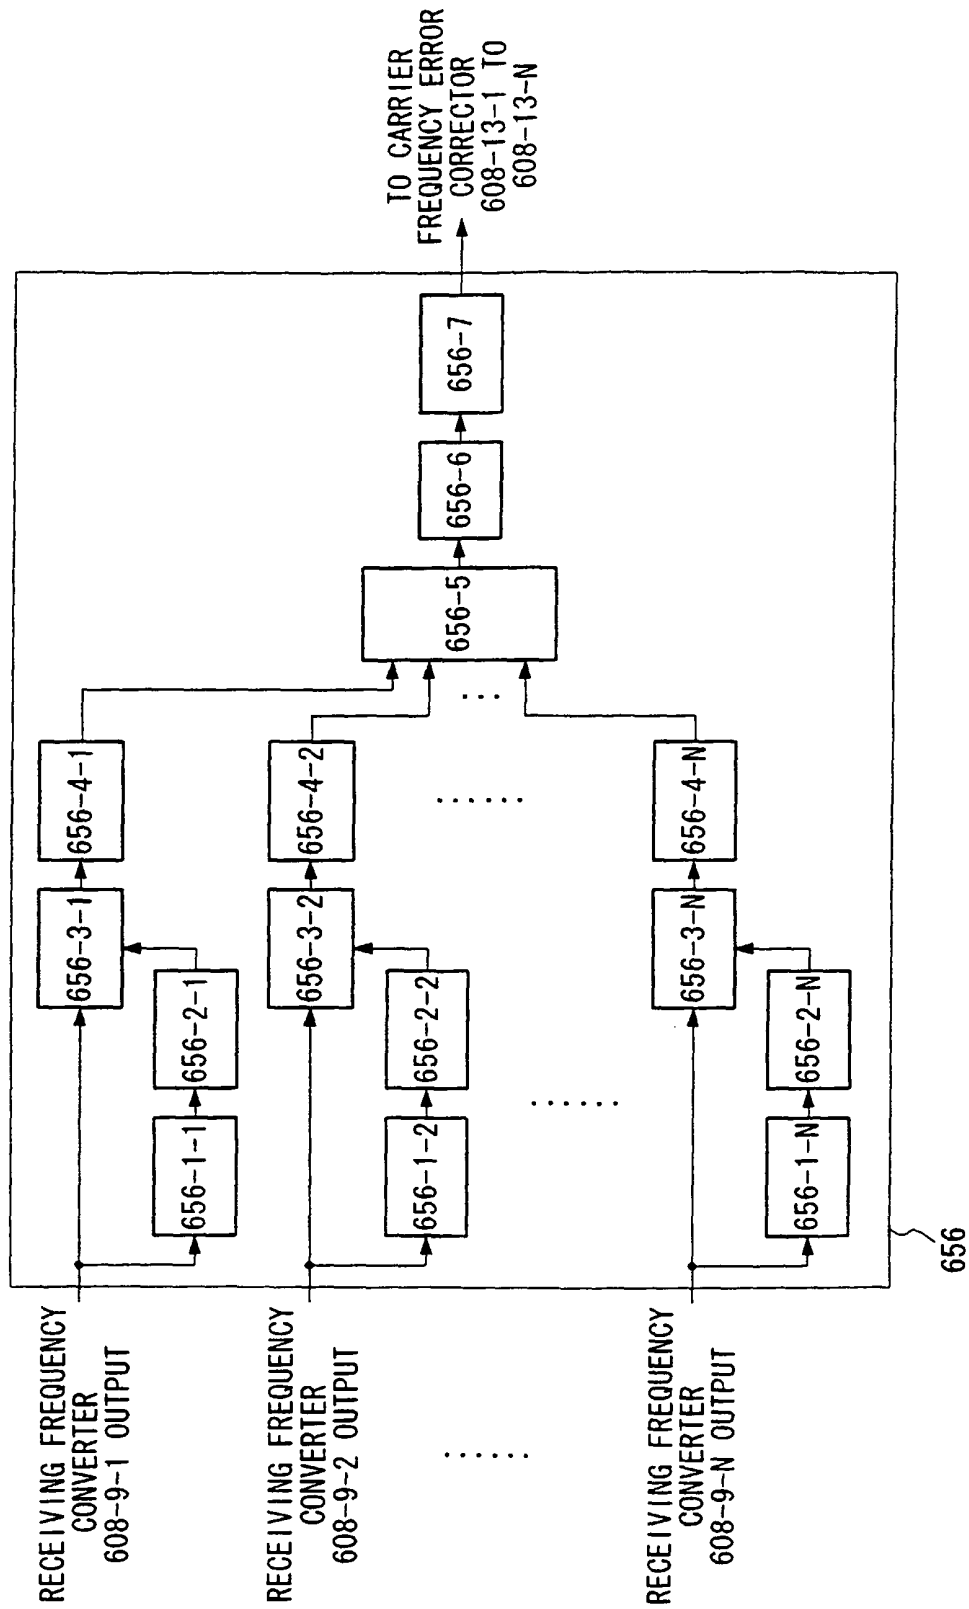 RECEIVING FREQUENCY
CONVERTER
608-9-1 OUTPUT
656-1-1
656-2-1
656-3-1
656-4-1
RECEIVING FREQUENCY
CONVERTER
608-9-2 OUTPUT
656-1-2
656-2-2
656-3-2
656-4-2
......
......
......
...
RECEIVING FREQUENCY
CONVERTER
608-9-N OUTPUT
656-1-N
656-2-N
656-3-N
656-4-N
656-5
656-6
656-7
TO CARRIER
FREQUENCY ERROR
CORRECTOR
608-13-1 TO
608-13-N
656